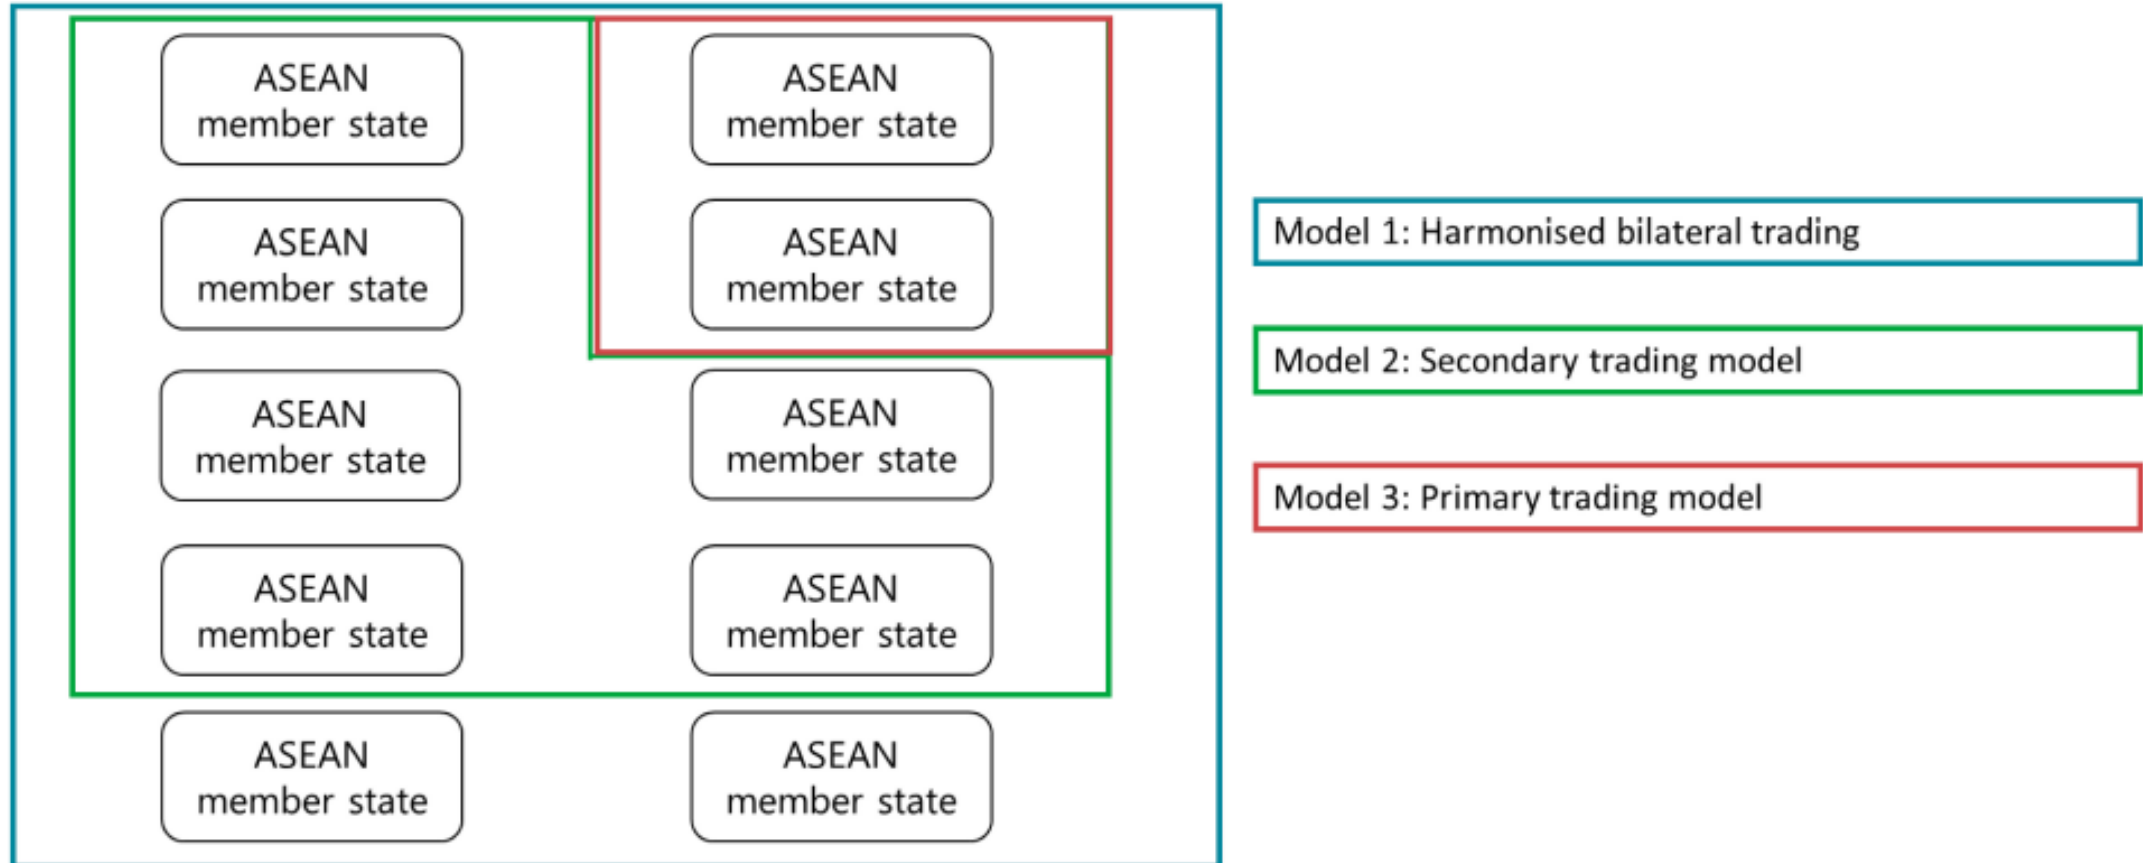 ASEAN
member state
ASEAN
member state
ASEAN
member state
ASEAN
member state
ASEAN
member state
ASEAN
member state
ASEAN
member state
ASEAN
member state
ASEAN
member state
ASEAN
member state
Model 1: Harmonised bilateral trading
Model 2: Secondary trading model
Model 3: Primary trading model